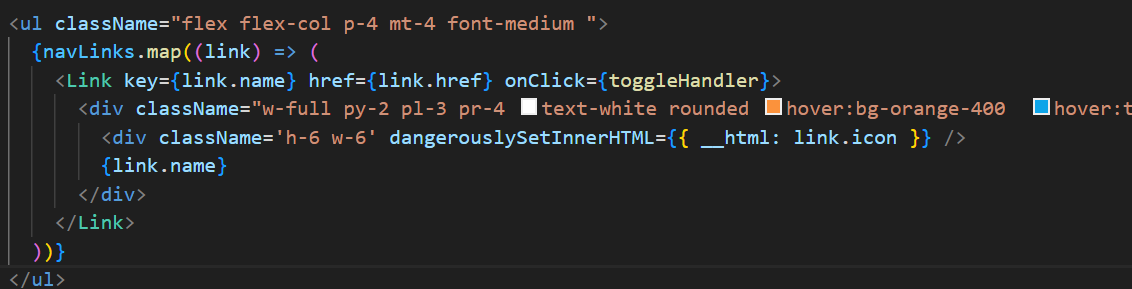 <ul className="flex flex-col p-4 mt-4 font-medium ">
{navLinks.map((link) => (
<Link key={link.name} href={link.href} onClick={toggleHandler}>
<div className="w-full py-2 pl-3 pr-4 text-white rounded hover:bg-orange-400 hover:t
<div className='h-6 w-6' dangerouslySetInnerHTML={{ __html: link.icon }} />
{link.name}
</div>
</Link>
))}
</ul>